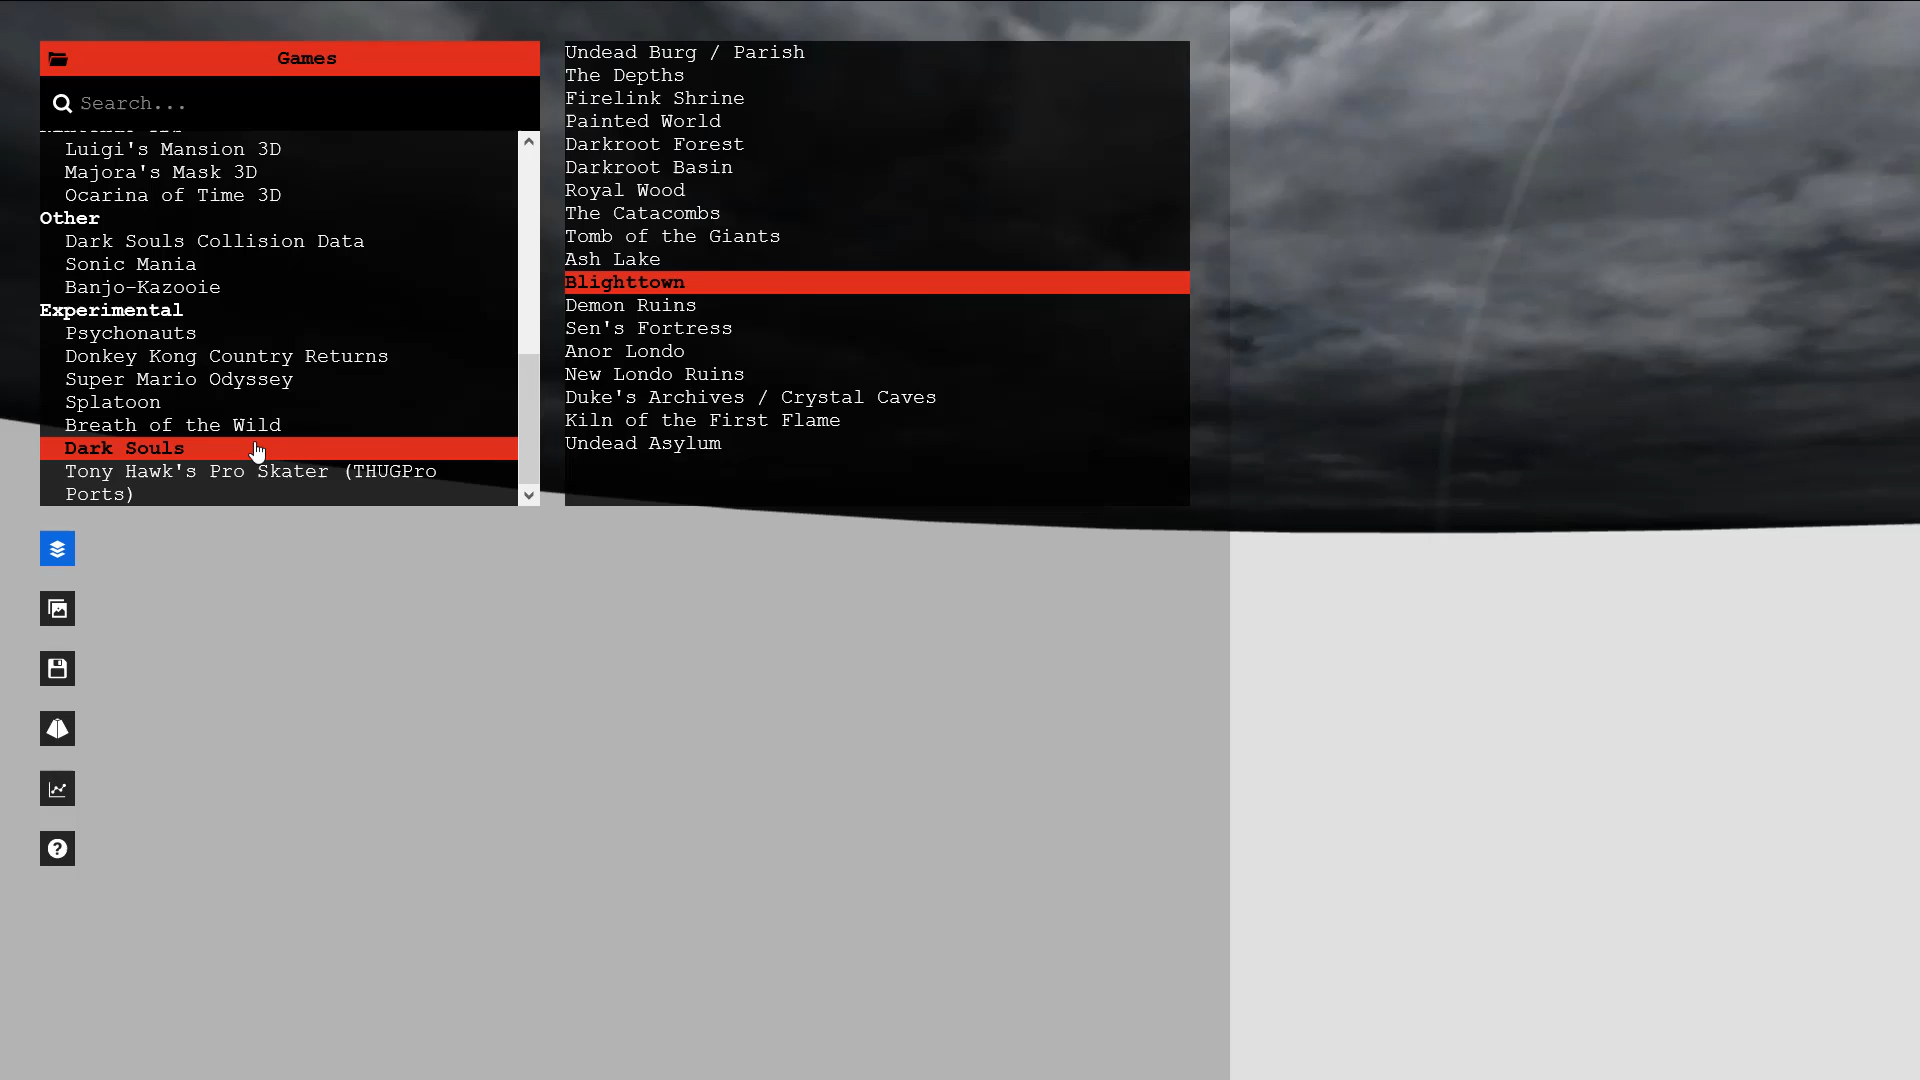 Games
Search...
Luigi's Mansion 3D
Majora's Mask 3D
Ocarina of Time 3D
Other
Dark Souls Collision Data
Sonic Mania
Banjo-Kazooie
Experimental
Psychonauts
Donkey Kong Country Returns
Super Mario Odyssey
Splatoon
Breath of the Wild
Dark Souls
Tony Hawk's Pro Skater (THUGPro
Ports)
Undead Burg / Parish
The Depths
Firelink Shrine
Painted World
Darkroot Forest
Darkroot Basin
Royal Wood
The Catacombs
Tomb of the Giants
Ash Lake
Blighttown
Demon Ruins
Sen's Fortress
Anor Londo
New Londo Ruins
Duke's Archives / Crystal Caves
Kiln of the First Flame
Undead Asylum